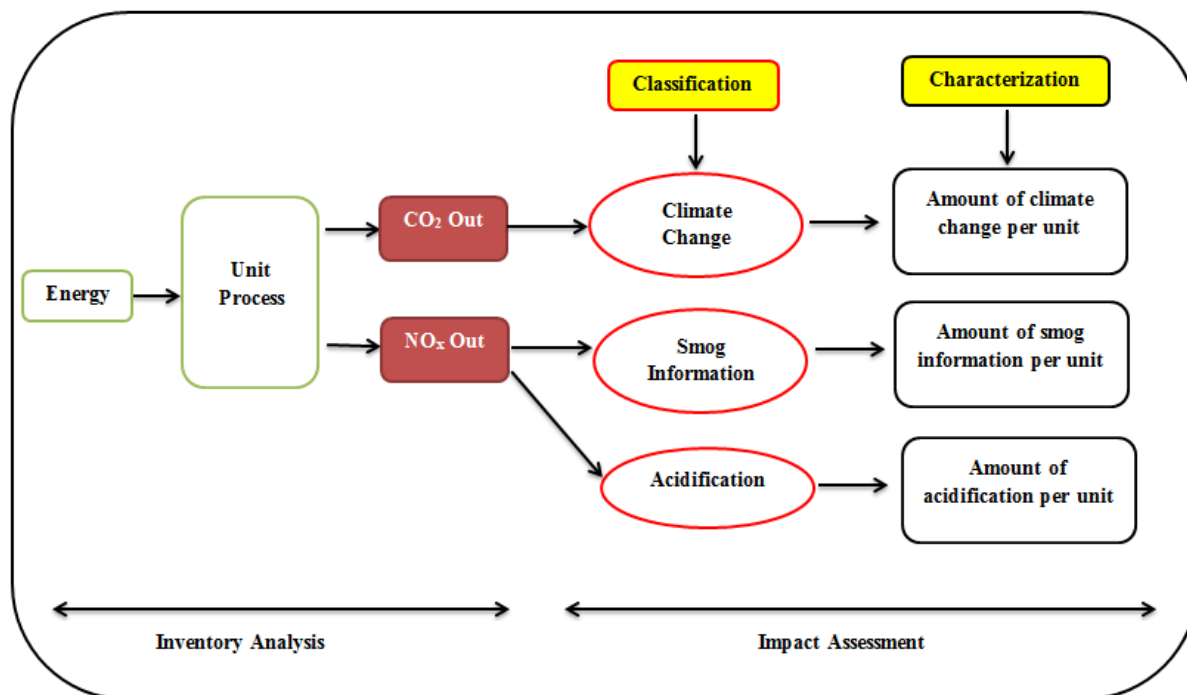 Classification
Characterization
Climate
Change
Amount of climate
change per unit
CO₂ Out
Unit
Process
Energy
NOₓ Out
Smog
Information
Amount of smog
information per unit
Acidification
Amount of
acidification per unit
Inventory Analysis
Impact Assessment